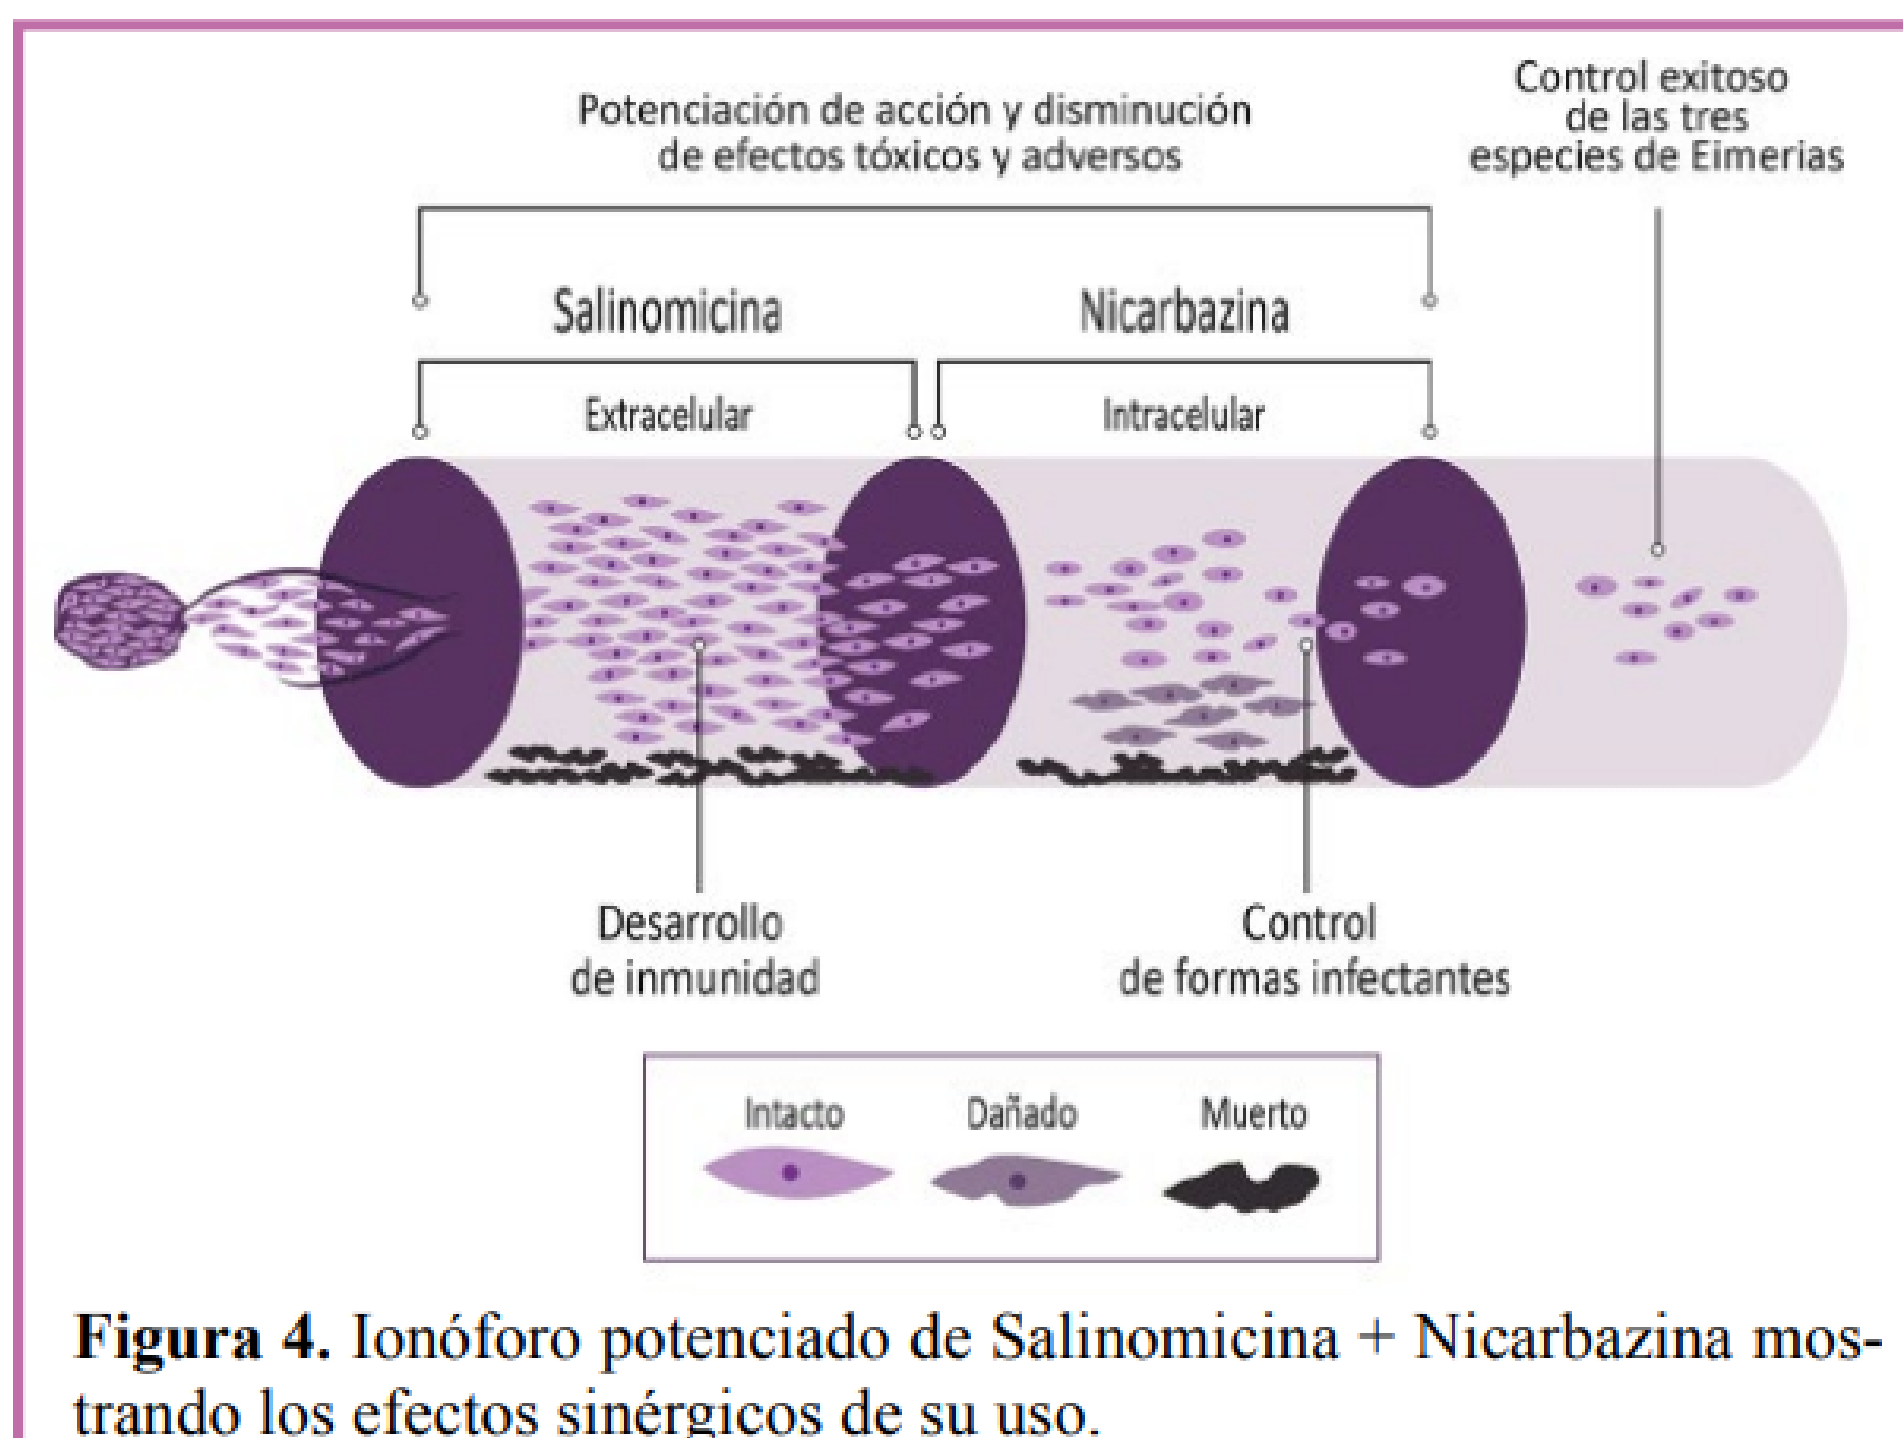 Potenciación de acción y disminución
de efectos tóxicos y adversos
Control exitoso
de las tres
especies de Eimerias
Salinomicina
Nicarbazina
Extracelular
Intracelular
Desarrollo
de inmunidad
Control
de formas infectantes
Intacto
Dañado
Muerto
Figura 4. Ionóforo potenciado de Salinomicina + Nicarbazina mos-
trando los efectos sinérgicos de su uso.